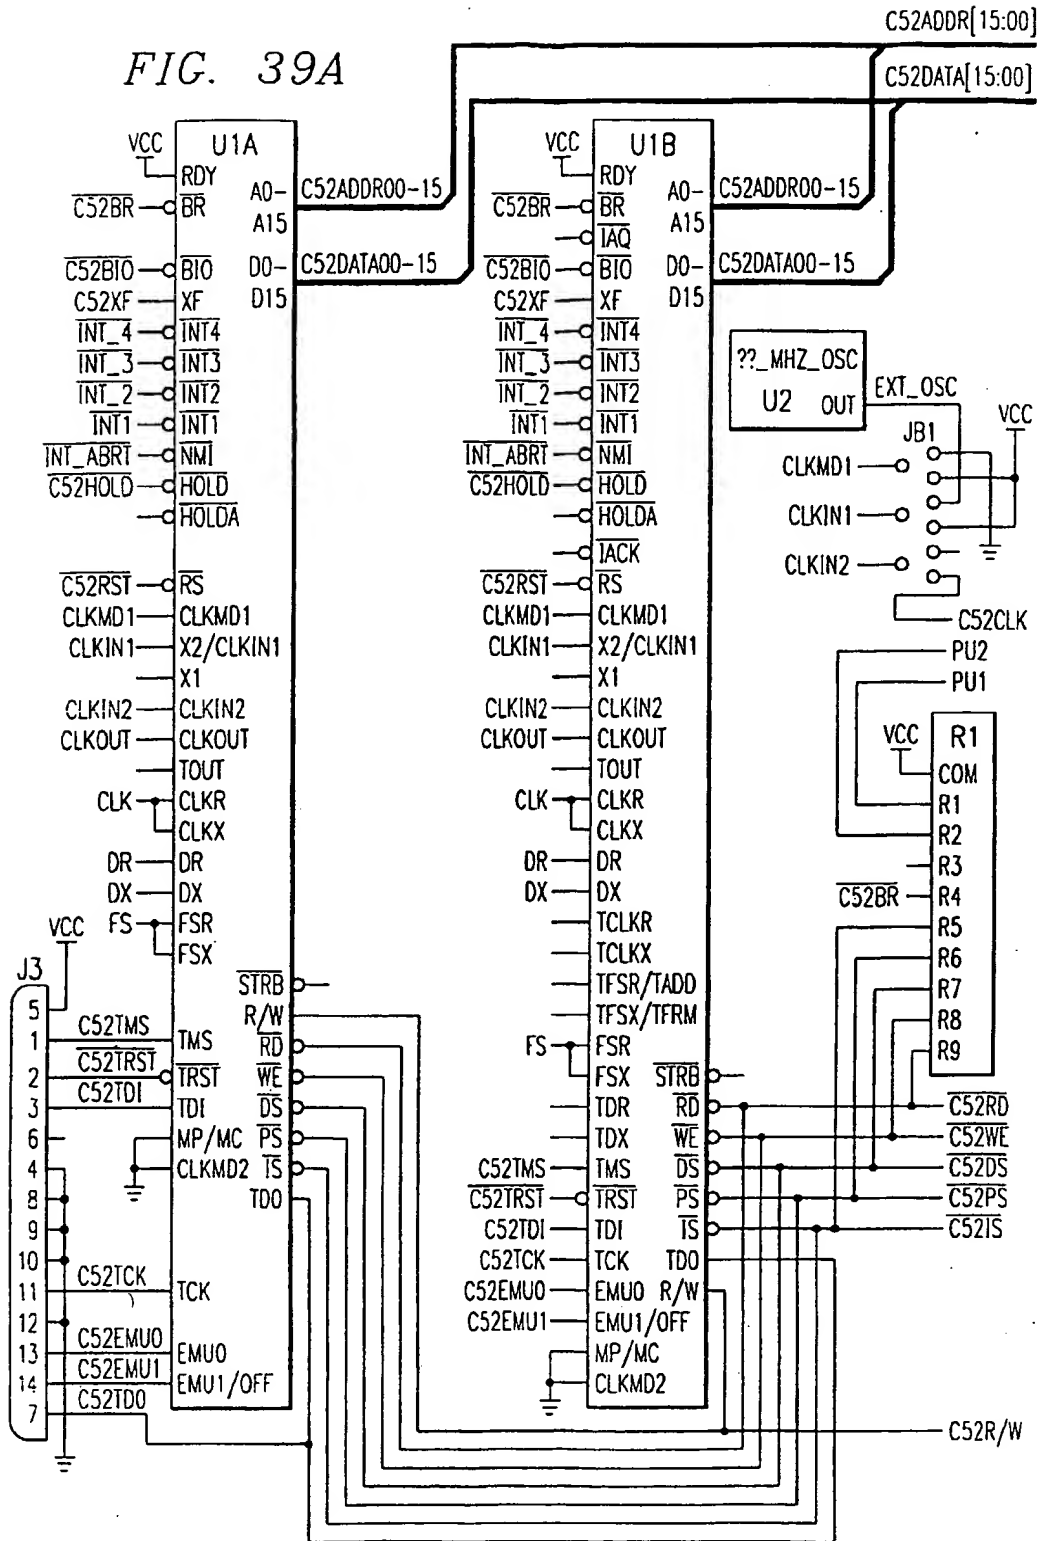 C52ADDR[15:00]
FIG. 39A
C52DATA[15:00]
VCC
U1A
RDY
C52BR
BR
A0-
A15
C52ADDR00-15
C52BIO
BIO
D0-
D15
C52DATA00-15
C52XF
XF
INT_4
INT4
INT_3
INT3
INT_2
INT2
INT1
INT1
INT_ABRT
NMI
C52HOLD
HOLD
HOLDA
C52RST
RS
CLKMD1
CLKMD1
CLKIN1
X2/CLKIN1
X1
CLKIN2
CLKIN2
CLKOUT
CLKOUT
TOUT
CLK
CLKR
CLKX
DR
DR
DX
DX
FS
FSR
FSX
STRB
R/W
RD
WE
DS
PS
IS
TDO
TMS
TRST
TDI
MP/MC
CLKMD2
TCK
EMU0
EMU1/OFF
VCC
J3
5
1
C52TMS
2
C52TRST
3
C52TDI
6
4
8
9
10
11
C52TCK
12
13
C52EMU0
14
C52EMU1
7
C52TDO
VCC
U1B
RDY
C52BR
BR
IAQ
A0-
A15
C52ADDR00-15
C52BIO
BIO
D0-
D15
C52DATA00-15
C52XF
XF
INT_4
INT4
INT_3
INT3
INT_2
INT2
INT1
INT1
INT_ABRT
NMI
C52HOLD
HOLD
HOLDA
IACK
C52RST
RS
CLKMD1
CLKMD1
CLKIN1
X2/CLKIN1
X1
CLKIN2
CLKIN2
CLKOUT
CLKOUT
TOUT
CLK
CLKR
CLKX
DR
DR
DX
DX
TCLKR
TCLKX
TFSR/TADD
TFSX/TFRM
FS
FSR
FSX
STRB
TDR
RD
TDX
WE
C52TMS
TMS
DS
C52TRST
TRST
PS
C52TDI
TDI
IS
C52TCK
TCK
TDO
C52EMU0
EMU0
R/W
C52EMU1
EMU1/OFF
MP/MC
CLKMD2
??_MHZ_OSC
U2
OUT
EXT_OSC
VCC
JB1
CLKMD1
CLKIN1
CLKIN2
C52CLK
PU2
PU1
VCC
R1
COM
R1
R2
R3
C52BR
R4
R5
R6
R7
R8
R9
C52RD
C52WE
C52DS
C52PS
C52IS
C52R/W